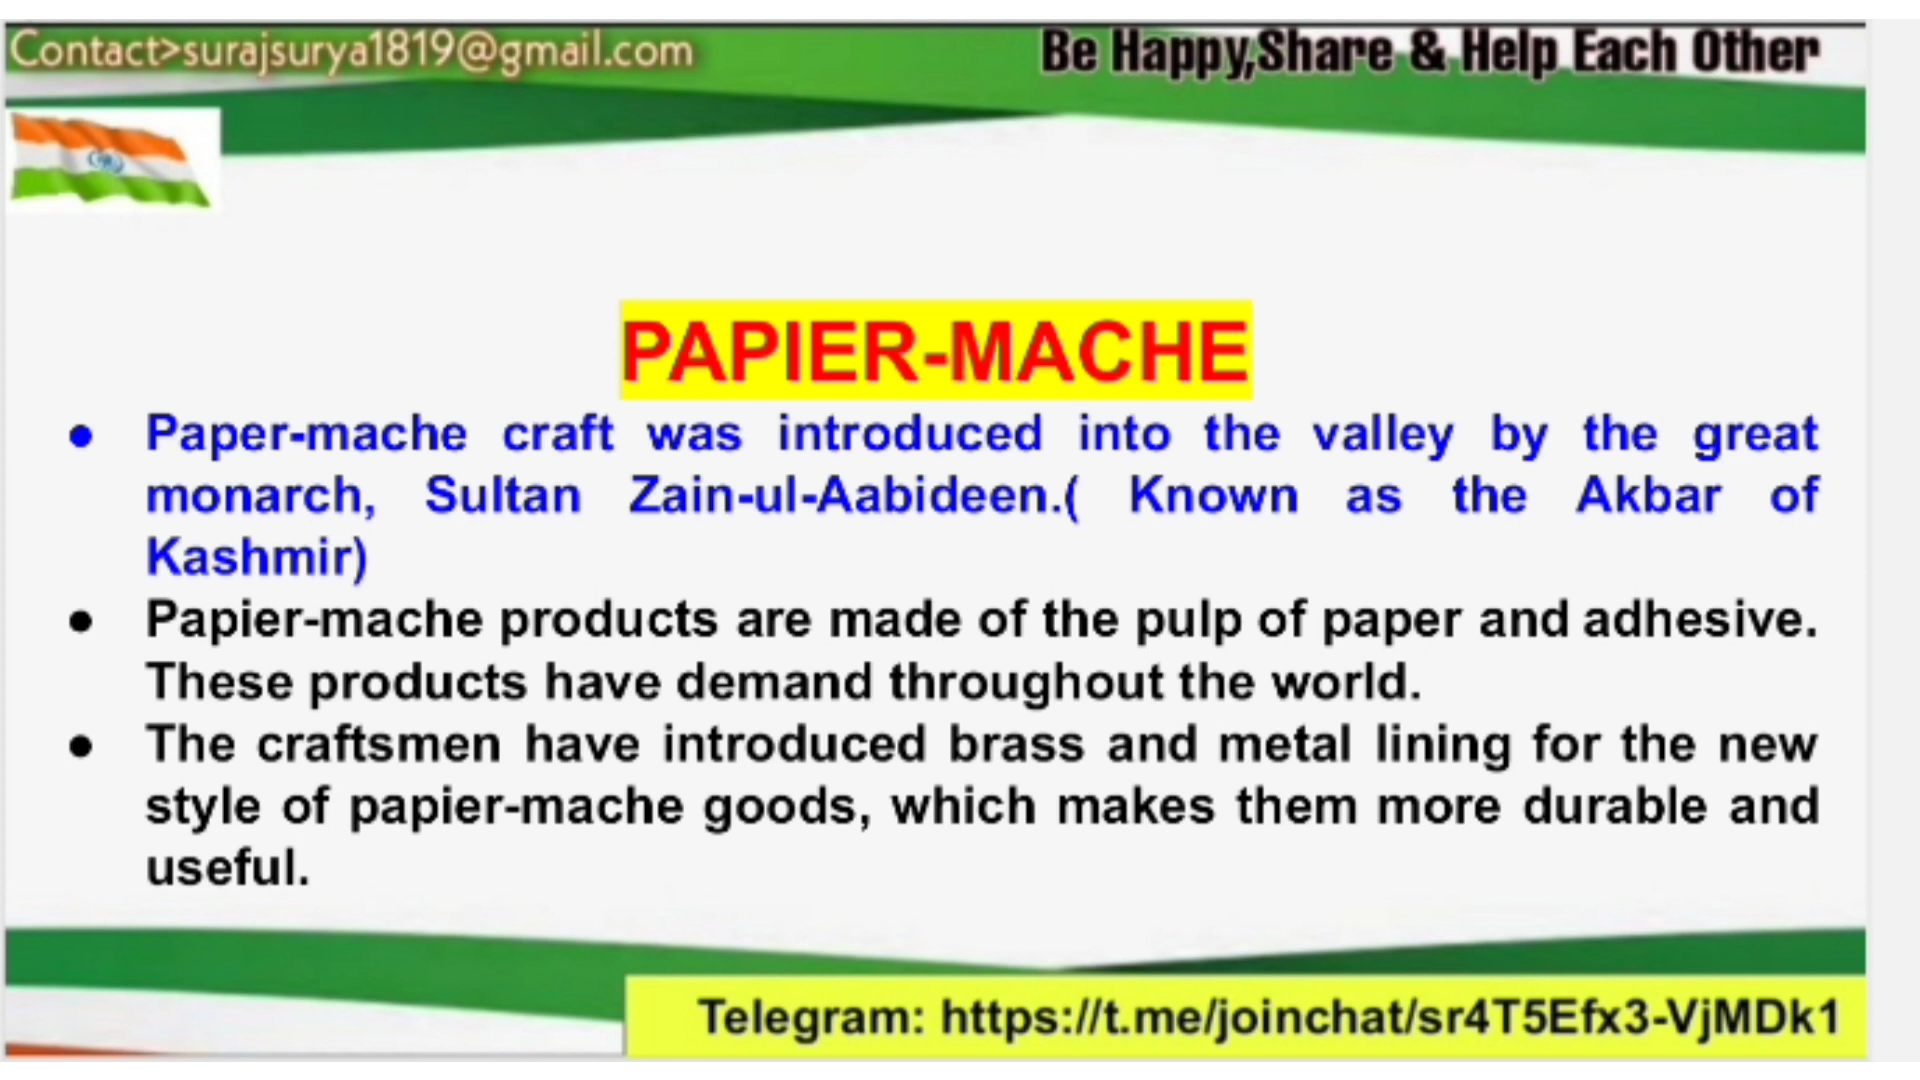 Contact>surajsurya1819@gmail.com
Be Happy,Share & Help Each Other
PAPIER-MACHE
● Paper-mache craft was introduced into the valley by the great
monarch, Sultan Zain-ul-Aabideen.( Known as the Akbar of
Kashmir)
● Papier-mache products are made of the pulp of paper and adhesive.
These products have demand throughout the world.
● The craftsmen have introduced brass and metal lining for the new
style of papier-mache goods, which makes them more durable and
useful.
Telegram: https://t.me/joinchat/sr4T5Efx3-VjMDk1